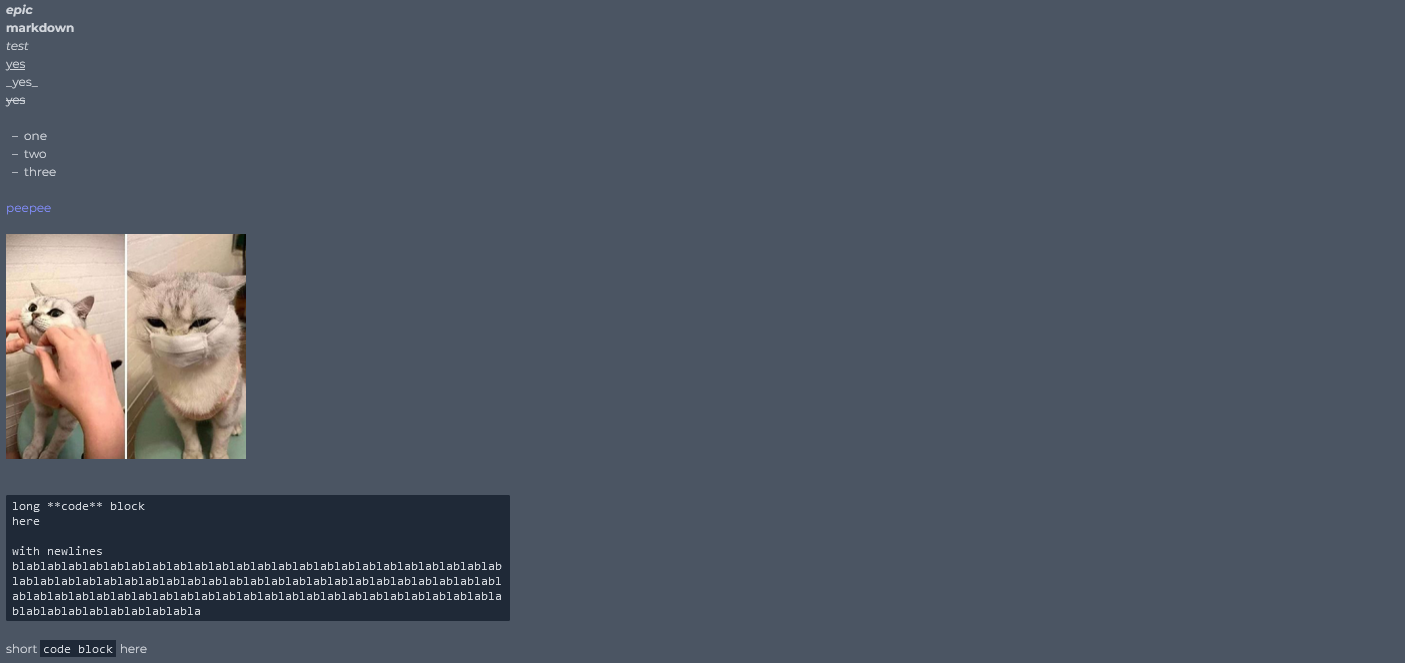 epic
markdown
test
yes
_yes_
yes
– one
– two
– three
peepee
long **code** block
here
with newlines
blablablablablablablablablablablablablablablablablablablablablablablab
lablablablablablablablablablablablablablablablablablablablablablablabl
ablablablablablablablablablablablablablablablablablablablablablablabla
blablablablablablablablabla
short code block here